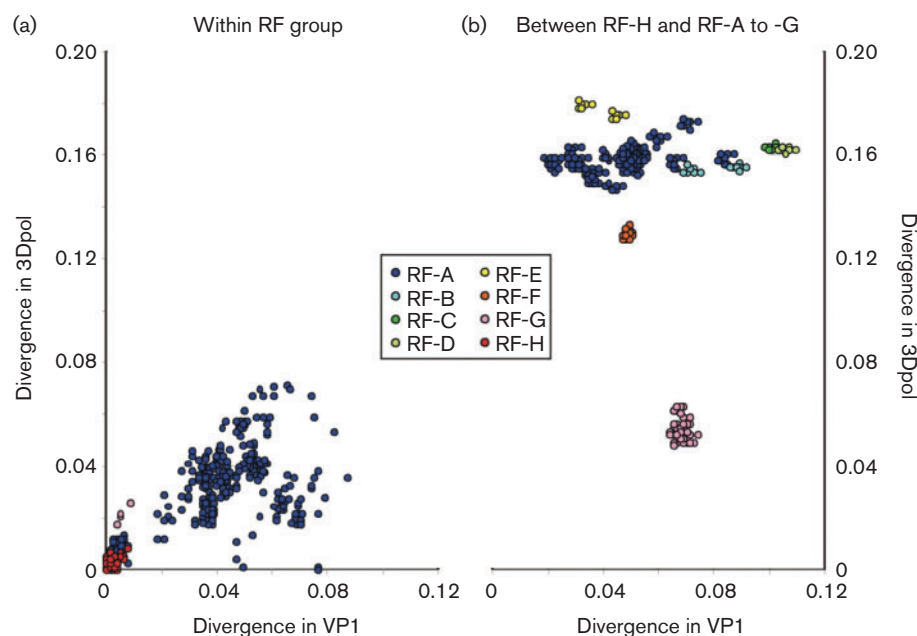 (a) Within RF group
(b) Between RF-H and RF-A to -G
0.20
0.16
0.12
0.08
0.04
0
Divergence in 3Dpol
0 0.04 0.08 0.12
Divergence in VP1
RF-A RF-E
RF-B RF-F
RF-C RF-G
RF-D RF-H
0.20
0.16
0.12
0.08
0.04
0
Divergence in 3Dpol
0 0.04 0.08 0.12
Divergence in VP1